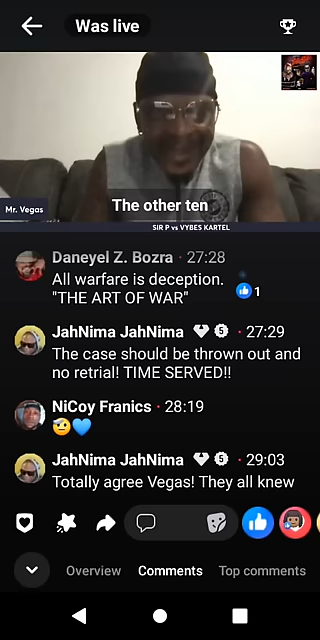 Was live
The other ten
Mr. Vegas
SIR P vs VYBES KARTEL
Daneyel Z. Bozra · 27:28
All warfare is deception.
"THE ART OF WAR"
1
JahNima JahNima 5 · 27:29
The case should be thrown out and
no retrial! TIME SERVED!!
NiCoy Franics · 28:19
🫡💙
JahNima JahNima 5 · 29:03
Totally agree Vegas! They all knew
Overview Comments Top comments